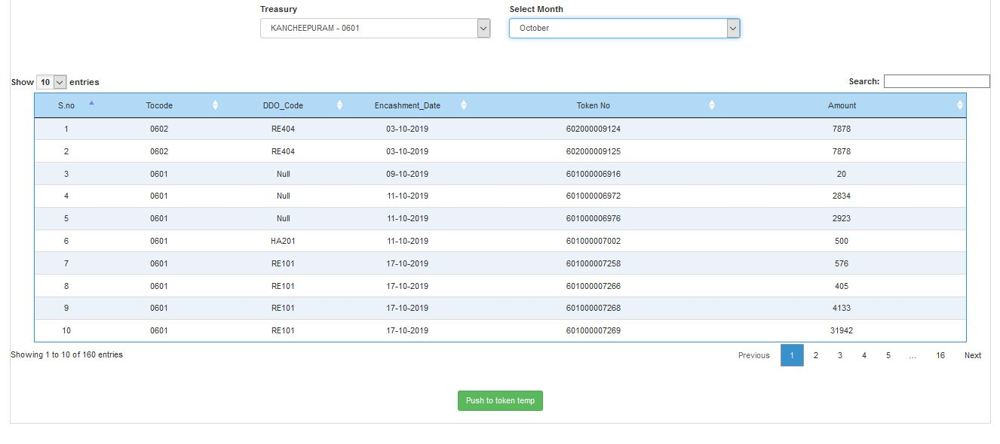 Treasury Select Month
KANCHEEPURAM - 0601 October
Show 10 entries Search:
S.no Tocode DDO_Code Encashment_Date Token No Amount
1 0602 RE404 03-10-2019 602000009124 7878
2 0602 RE404 03-10-2019 602000009125 7878
3 0601 Null 09-10-2019 601000006916 20
4 0601 Null 11-10-2019 601000006972 2834
5 0601 Null 11-10-2019 601000006976 2923
6 0601 HA201 11-10-2019 601000007002 500
7 0601 RE101 17-10-2019 601000007258 576
8 0601 RE101 17-10-2019 601000007266 405
9 0601 RE101 17-10-2019 601000007268 4133
10 0601 RE101 17-10-2019 601000007269 31942
Showing 1 to 10 of 160 entries Previous 1 2 3 4 5 … 16 Next
Push to token temp